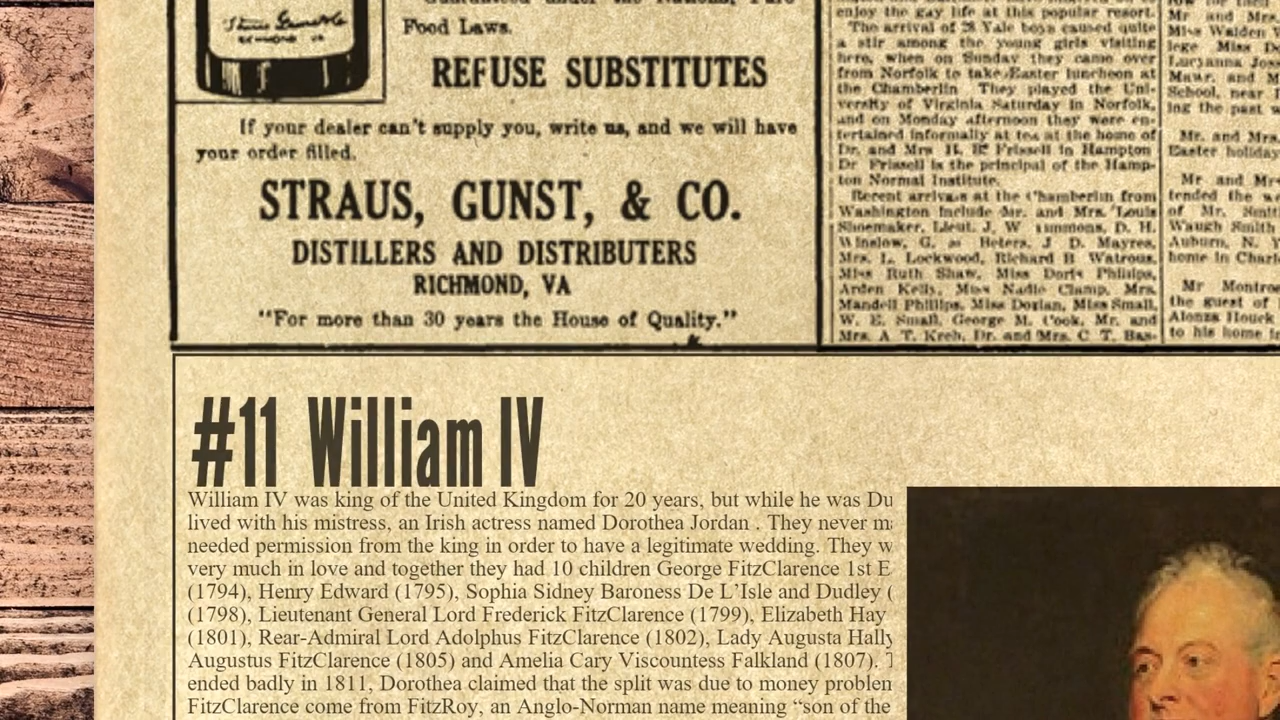 Guaranteed under the National Pure
Food Laws.
REFUSE SUBSTITUTES
If your dealer can't supply you, write us, and we will have
your order filled.
STRAUS, GUNST, & CO.
DISTILLERS AND DISTRIBUTERS
RICHMOND, VA
"For more than 30 years the House of Quality."
enjoy the gay life at this popular resort.
The arrival of 28 Yale boys caused quite
a stir among the young girls visiting
here, when on Sunday they came over
from Norfolk to take Easter luncheon at
the Chamberlin They played the Uni-
versity of Virginia Saturday in Norfolk,
and on Monday afternoon they were en-
tertained informally at tea at the home of
Dr. and Mrs H. B. Frissell in Hampton
Dr Frissell is the principal of the Hamp-
ton Normal Institute.
Recent arrivals at the Chamberlin from
Washington include Mr. and Mrs. Louis
Shoemaker, Lieut. J. W D. H.
Winslow, G. Peters, J D. Mayres,
Mrs. L. Lockwood, Richard B Watrous,
Miss Ruth Shaw, Miss Doris Philips,
Arden Kelly, Miss Nadie Clamp, Mrs.
Mandell Phillips, Miss Dorian, Miss Small,
W. E. Small, George M. Cook, Mr. and
Mrs. A T. Kreh, Dr. and Mrs. C T. Bas-
Mr and Mrs.
Miss Walden
lege Miss
Lucyanna
Maur. and M
School, near
ing the past
Mr. and Mrs.
Easter holiday
Mr and Mrs
tended the
of Mr. Smit
Waugh Smith
Auburn, N. Y
home in Charl
Mr Montro
the guest of
Alonza Houck
to his home
#11 William IV
William IV was king of the United Kingdom for 20 years, but while he was Du
lived with his mistress, an Irish actress named Dorothea Jordan . They never ma
needed permission from the king in order to have a legitimate wedding. They w
very much in love and together they had 10 children George FitzClarence 1st E
(1794), Henry Edward (1795), Sophia Sidney Baroness De L'Isle and Dudley (
(1798), Lieutenant General Lord Frederick FitzClarence (1799), Elizabeth Hay
(1801), Rear-Admiral Lord Adolphus FitzClarence (1802), Lady Augusta Hally
Augustus FitzClarence (1805) and Amelia Cary Viscountess Falkland (1807). T
ended badly in 1811, Dorothea claimed that the split was due to money problen
FitzClarence come from FitzRoy, an Anglo-Norman name meaning “son of the